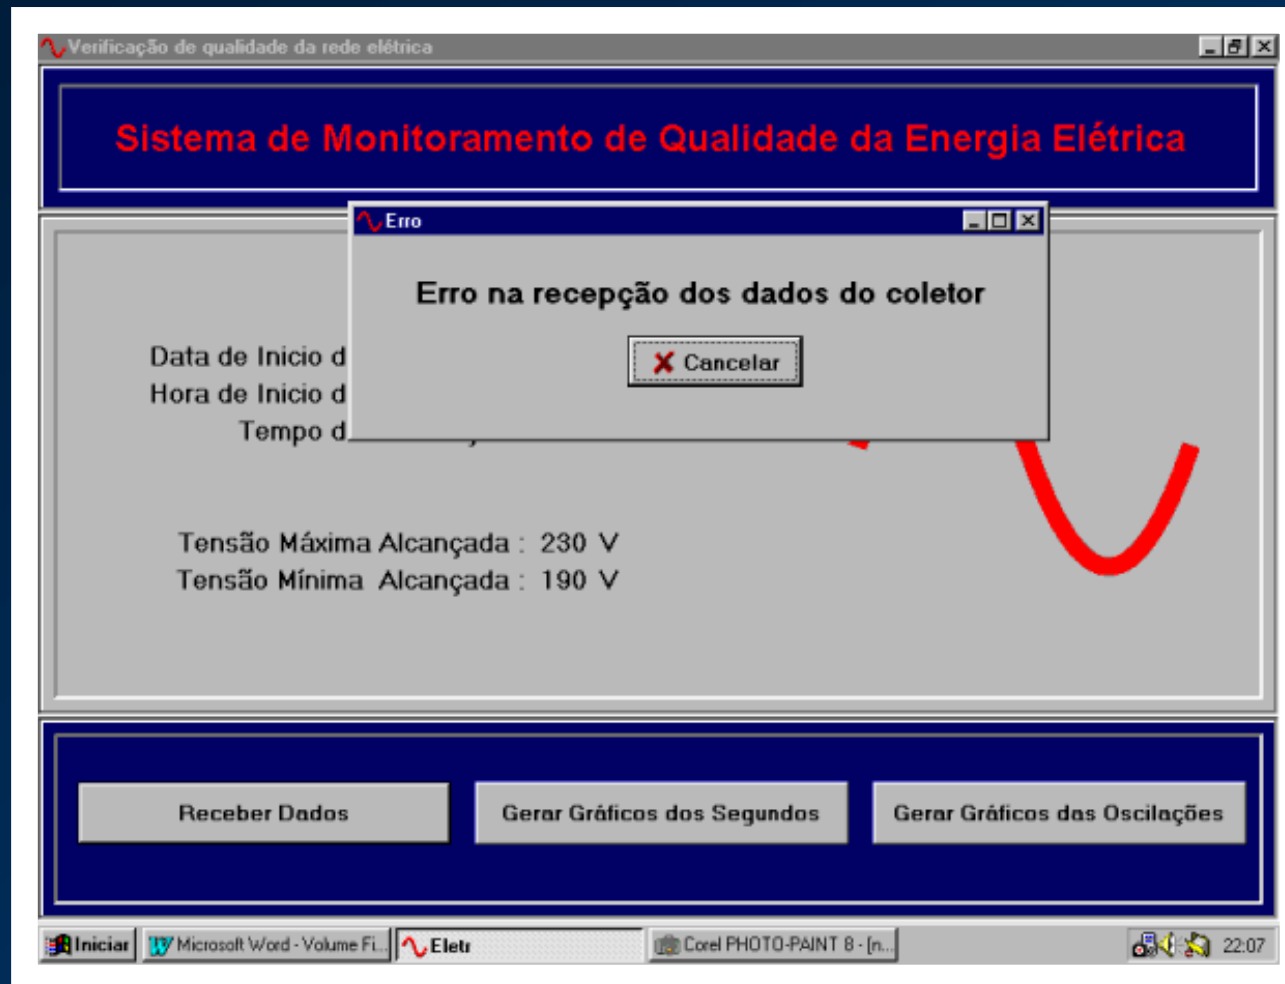 Verificação de qualidade da rede elétrica
Sistema de Monitoramento de Qualidade da Energia Elétrica
Erro
Erro na recepção dos dados do coletor
Cancelar
Data de Inicio d
Hora de Inicio d
Tempo d
Tensão Máxima Alcançada : 230 V
Tensão Mínima Alcançada : 190 V
Receber Dados
Gerar Gráficos dos Segundos
Gerar Gráficos das Oscilações
Iniciar
Microsoft Word - Volume Fi...
Eletr
Corel PHOTO-PAINT 8 - [n...
22:07